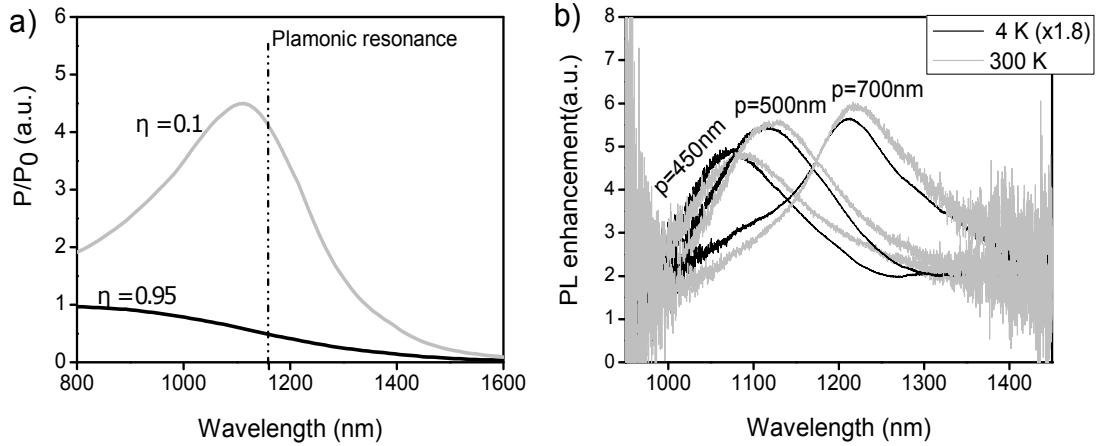 a)
6
5
4
3
2
1
0
P/P0 (a.u.)
Plamonic resonance
η =0.1
η =0.95
800
1000
1200
1400
1600
Wavelength (nm)
b)
8
7
6
5
4
3
2
1
0
PL enhancement(a.u.)
4 K (x1.8)
300 K
p=450nm
p=500nm
p=700nm
1000
1100
1200
1300
1400
Wavelength (nm)